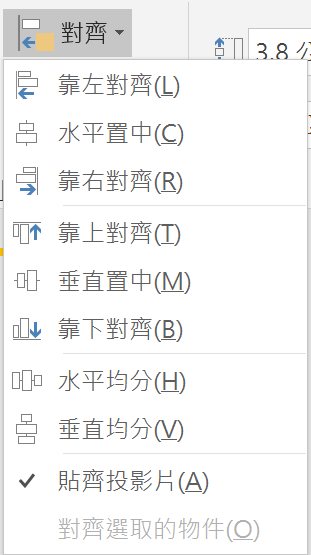 對齊
3.8 公
靠左對齊(L)
水平置中(C)
靠右對齊(R)
靠上對齊(T)
垂直置中(M)
靠下對齊(B)
水平均分(H)
垂直均分(V)
貼齊投影片(A)
對齊選取的物件(O)